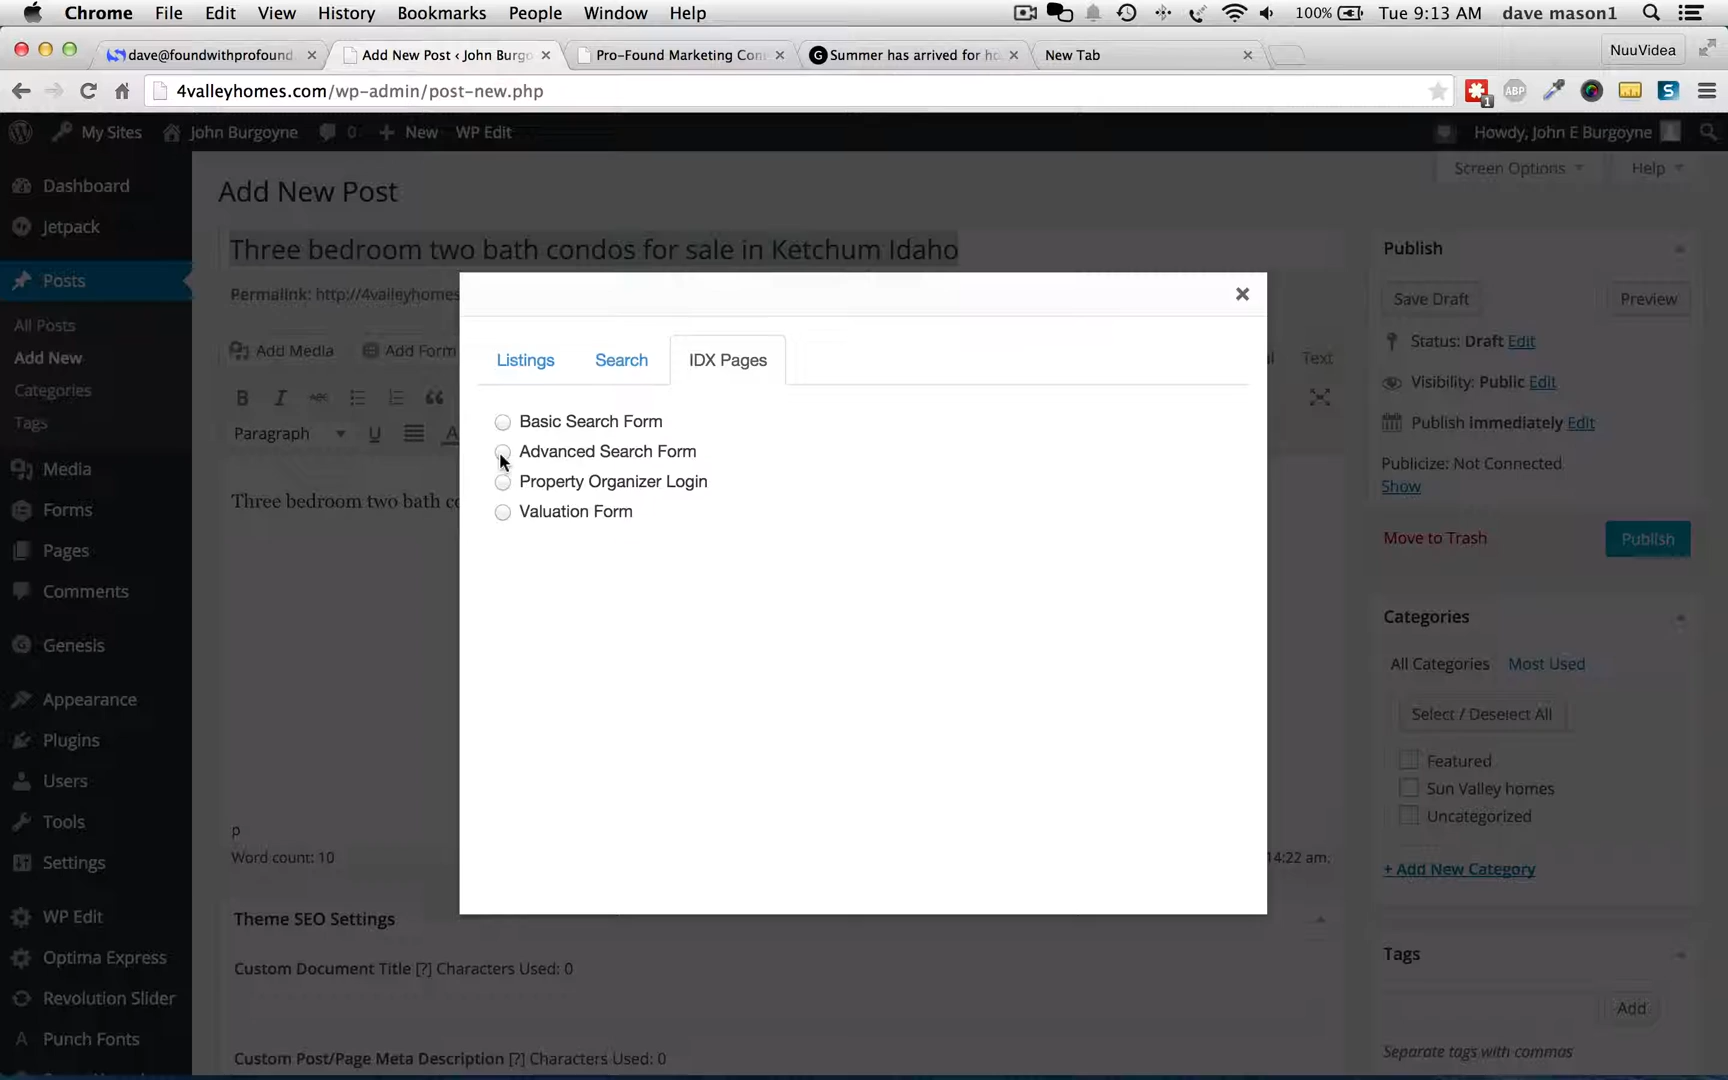 Chrome File Edit View History Bookmarks People Window Help 100% Tue 9:13 AM dave mason1
dave@foundwithprofound Add New Post ‹ John Burgo Pro-Found Marketing Con Summer has arrived for ho New Tab NuuVidea
4valleyhomes.com/wp-admin/post-new.php 1 ABP S
My Sites John Burgoyne 0 New WP Edit Howdy, John E Burgoyne
Dashboard
Jetpack
Posts
All Posts
Add New
Categories
Tags
Media
Forms
Pages
Comments
Genesis
Appearance
Plugins
Users
Tools
Settings
WP Edit
Optima Express
Revolution Slider
Punch Fonts
Screen Options Help
Add New Post
Three bedroom two bath condos for sale in Ketchum Idaho
Permalink: http://4valleyhomes
Add Media Add Form Text
B I ABC
Paragraph U A
Three bedroom two bath co
p
Word count: 10 14:22 am.
Listings Search IDX Pages
Basic Search Form
Advanced Search Form
Property Organizer Login
Valuation Form
Theme SEO Settings
Custom Document Title [?] Characters Used: 0
Custom Post/Page Meta Description [?] Characters Used: 0
Publish
Save Draft Preview
Status: Draft Edit
Visibility: Public Edit
Publish immediately Edit
Publicize: Not Connected.
Show
Move to Trash Publish
Categories
All Categories Most Used
Select / Deselect All
Featured
Sun Valley homes
Uncategorized
+ Add New Category
Tags
Add
Separate tags with commas